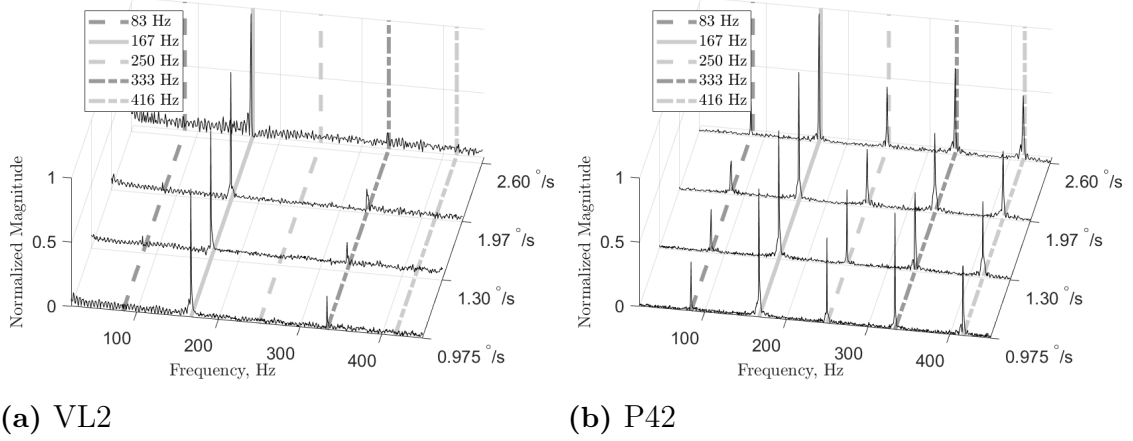 83 Hz
167 Hz
250 Hz
333 Hz
416 Hz
Normalized Magnitude
1
0.5
0
100
200
300
400
Frequency, Hz
2.60 °/s
1.97 °/s
1.30 °/s
0.975 °/s
(a) VL2
83 Hz
167 Hz
250 Hz
333 Hz
416 Hz
Normalized Magnitude
1
0.5
0
100
200
300
400
Frequency, Hz
2.60 °/s
1.97 °/s
1.30 °/s
0.975 °/s
(b) P42